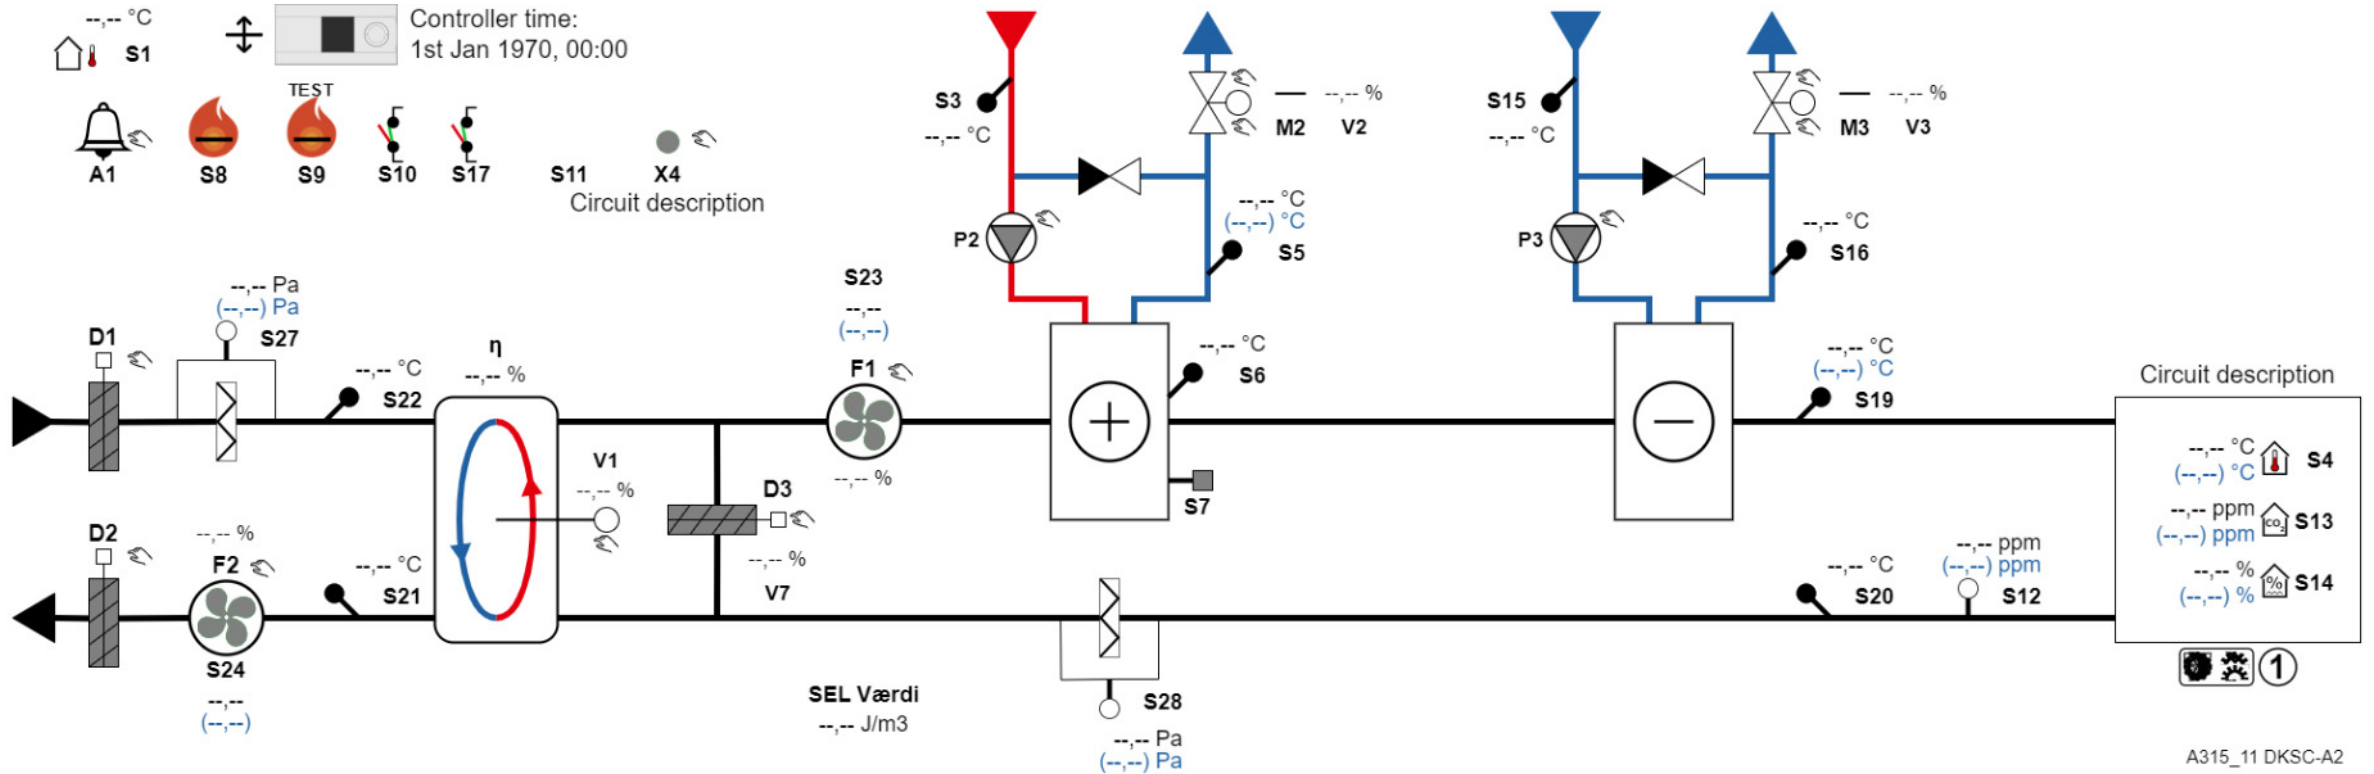 --,-- °C
S1
Controller time:
1st Jan 1970, 00:00
TEST
A1
S8
S9
S10
S17
S11
X4
Circuit description
S3
--,-- °C
M2
--,-- %
V2
S15
--,-- °C
M3
--,-- %
V3
P2
--,-- °C
(--,--) °C
S5
P3
--,-- °C
S16
--,-- Pa
(--,--) Pa
S27
D1
--,-- °C
S22
η
--,-- %
S23
--,--
(--,--)
F1
--,-- %
--,-- °C
S6
S7
--,-- °C
(--,--) °C
S19
Circuit description
--,-- °C
(--,--) °C
S4
--,-- ppm
(--,--) ppm
CO2
S13
--,-- %
(--,--) %
%
S14
V1
--,-- %
D3
--,-- %
V7
D2
--,-- %
F2
S24
--,--
(--,--)
--,-- °C
S21
--,-- °C
S20
--,-- ppm
(--,--) ppm
S12
SEL Værdi
--,-- J/m3
S28
--,-- Pa
(--,--) Pa
1
A315_11 DKSC-A2